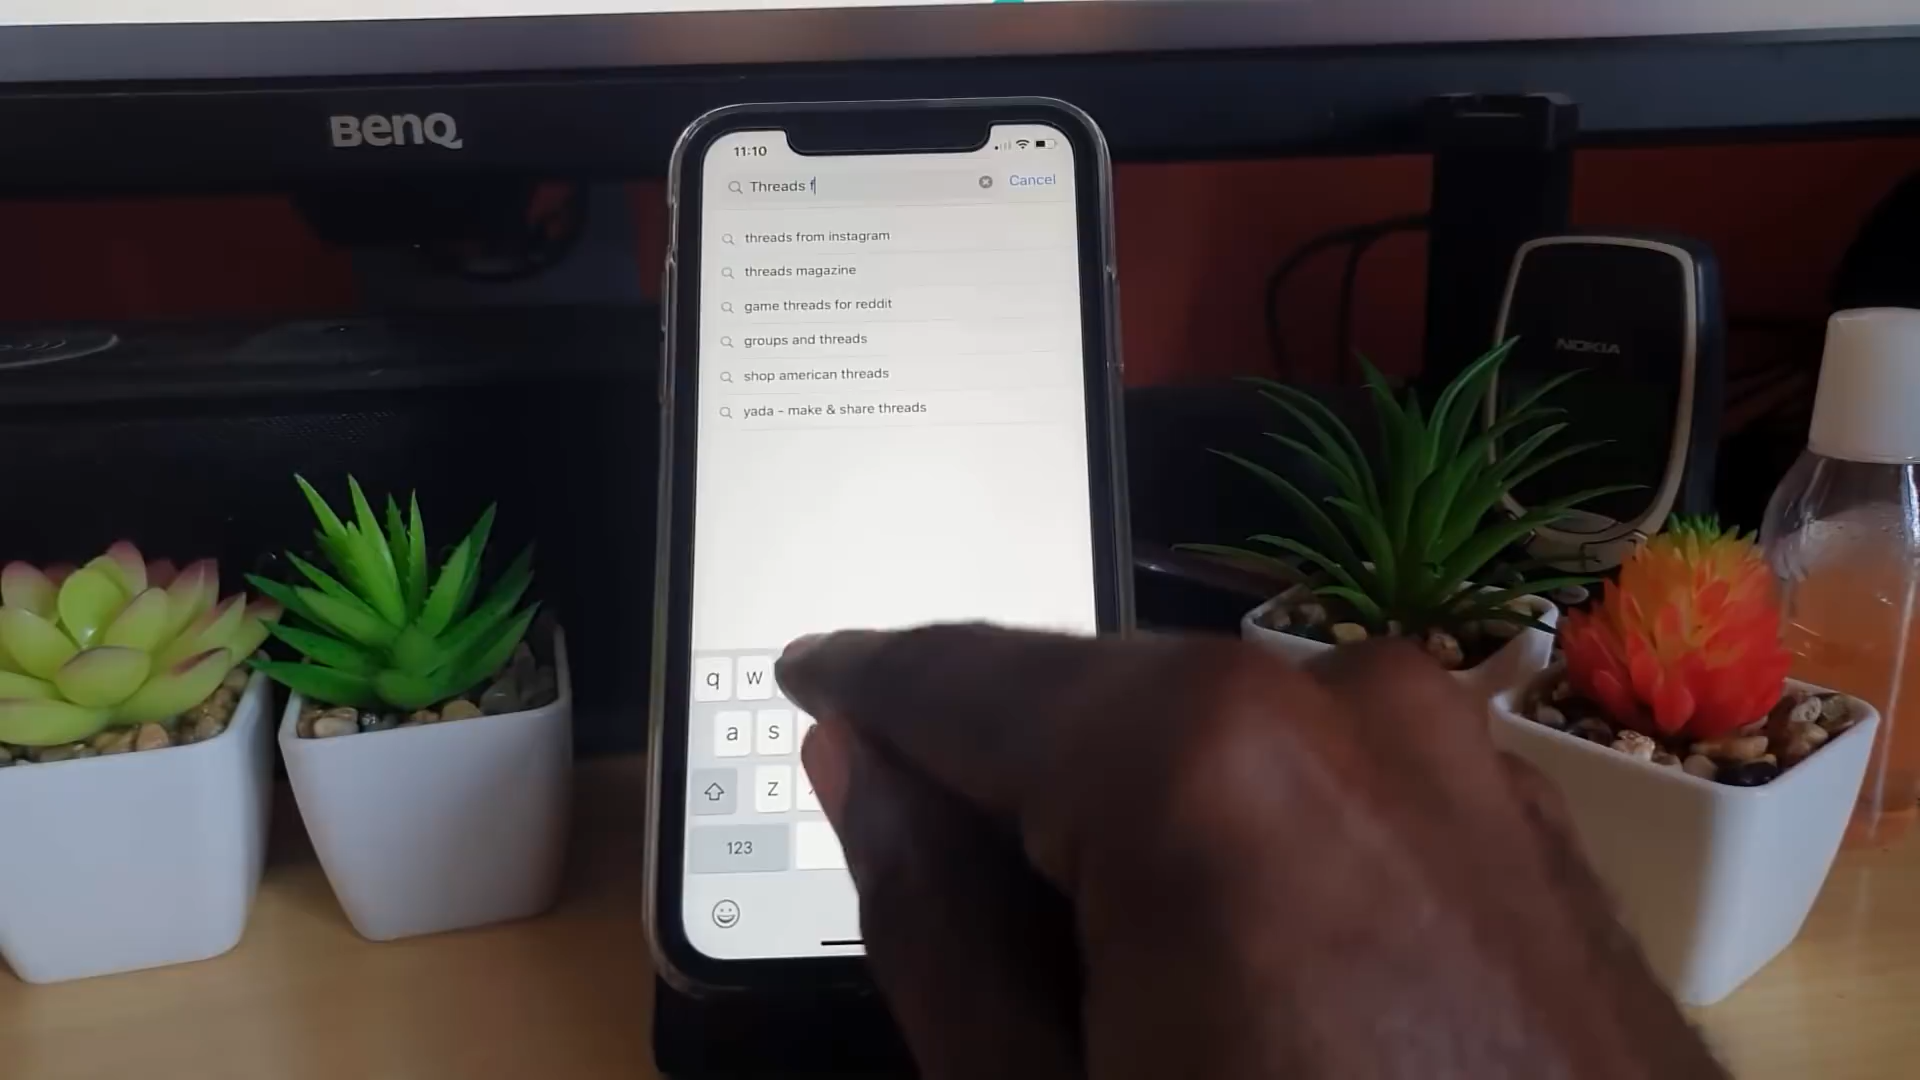 BenQ
11:10
Threads f
Cancel
threads from instagram
threads magazine
game threads for reddit
groups and threads
shop american threads
yada - make & share threads
NOKIA
q w
a s
z
123